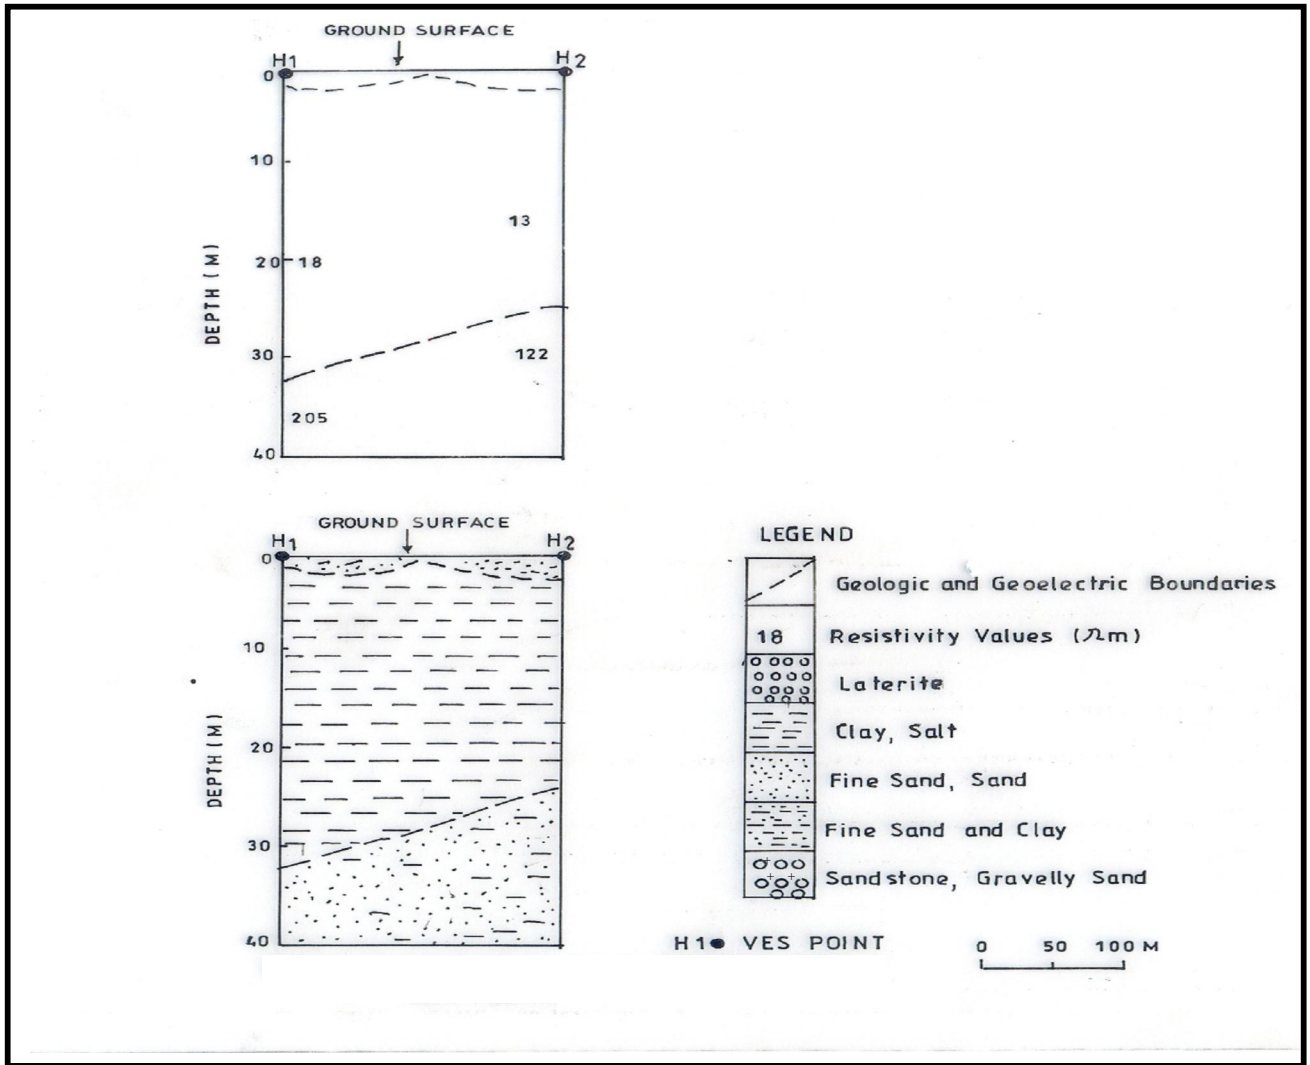 GROUND SURFACE
H1 H2
0
10
13
DEPTH (M)
20 18
30
122
205
40
GROUND SURFACE
H1 H2
0
10
DEPTH (M)
20
30
40
LEGEND
Geologic and Geoelectric Boundaries
18 Resistivity Values (Ωm)
Laterite
Clay, Salt
Fine Sand, Sand
Fine Sand and Clay
Sandstone, Gravelly Sand
H1 VES POINT
0 50 100 M